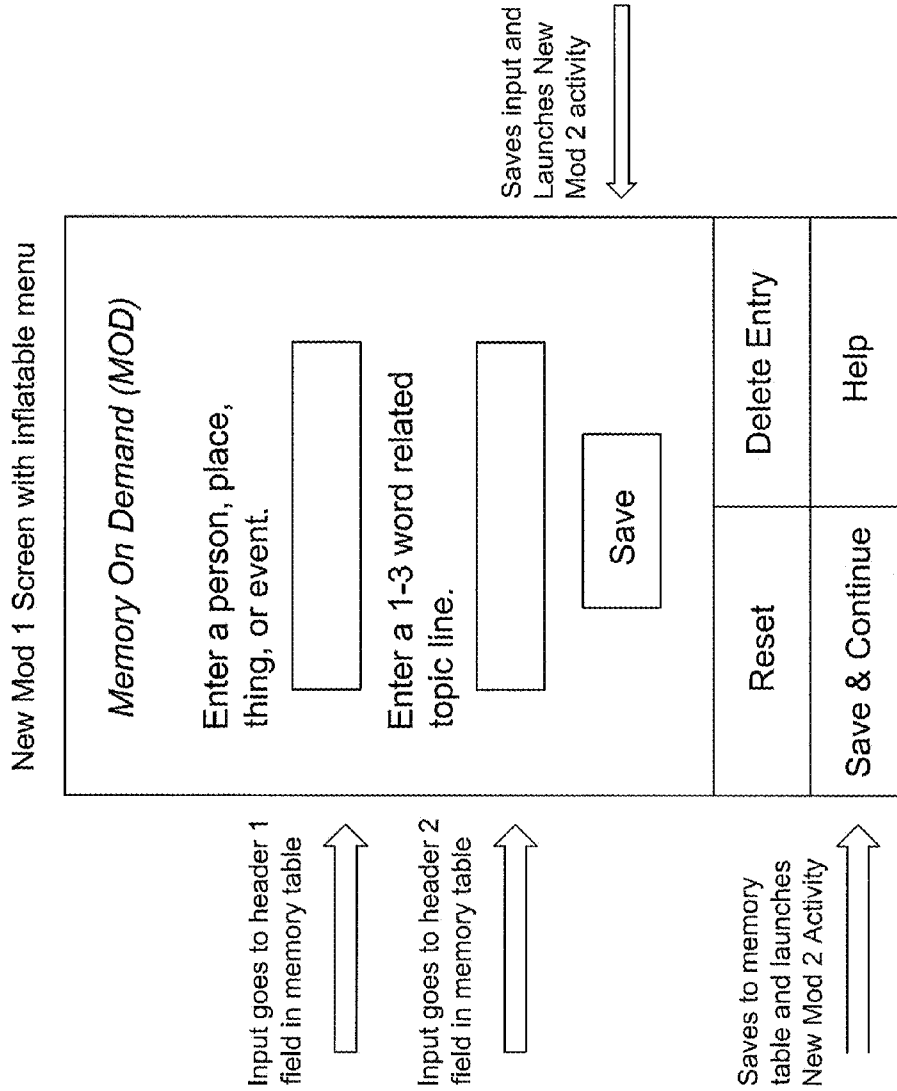 New Mod 1 Screen with inflatable menu
Memory On Demand (MOD)
Enter a person, place,
thing, or event.
Input goes to header 1
field in memory table
Enter a 1-3 word related
topic line.
Input goes to header 2
field in memory table
Save
Saves input and
Launches New
Mod 2 activity
Reset
Delete Entry
Save & Continue
Help
Saves to memory
table and launches
New Mod 2 Activity